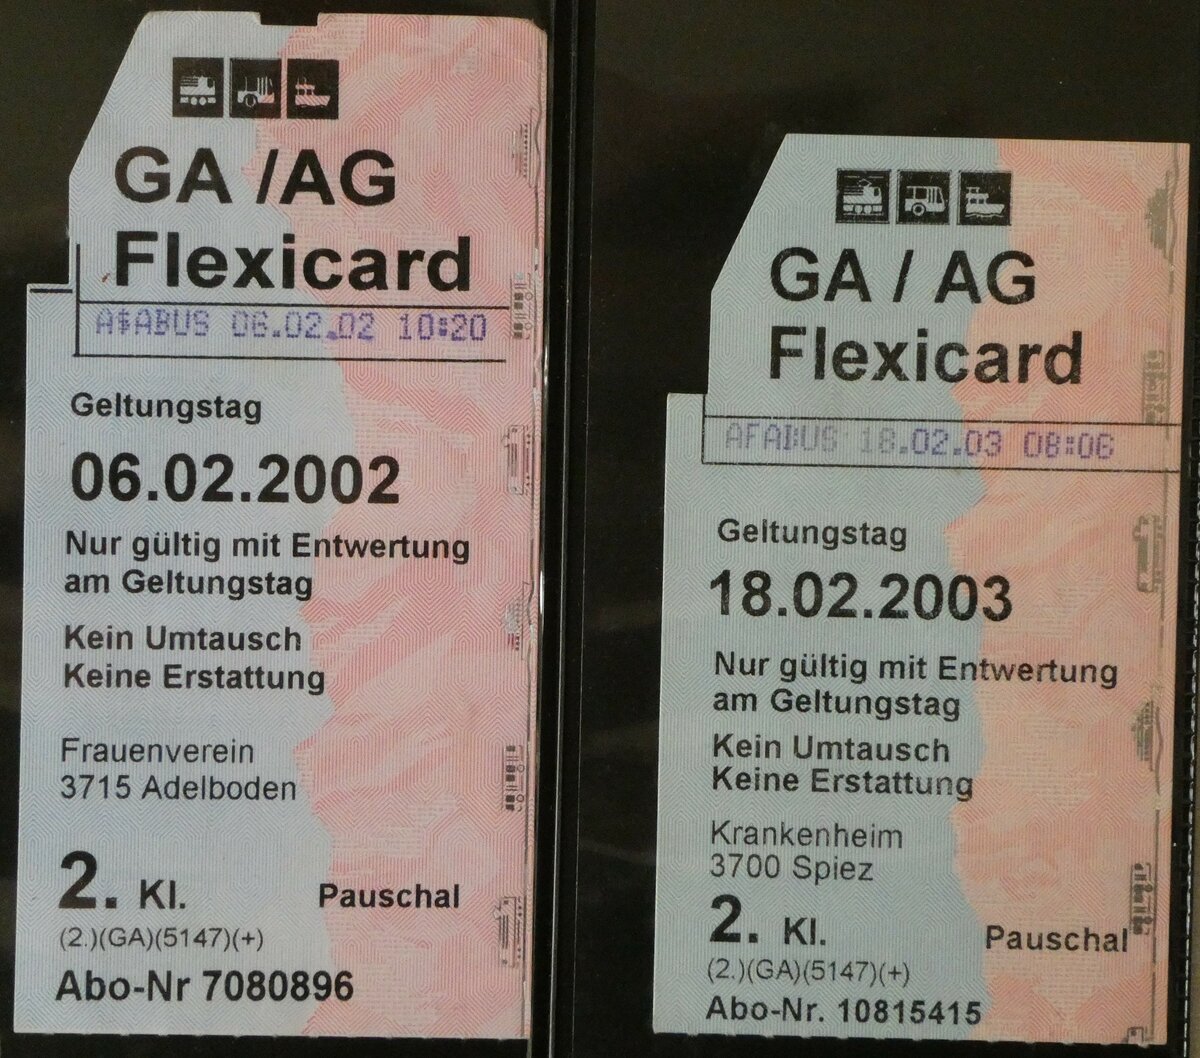 GA /AG
Flexicard
A$ABUS 06.02.02 10:20
Geltungstag
06.02.2002
Nur gültig mit Entwertung
am Geltungstag
Kein Umtausch
Keine Erstattung
Frauenverein
3715 Adelboden
2. Kl. Pauschal
(2.)(GA)(5147)(+)
Abo-Nr 7080896
GA / AG
Flexicard
AFABUS 18.02.03 08:06
Geltungstag
18.02.2003
Nur gültig mit Entwertung
am Geltungstag
Kein Umtausch
Keine Erstattung
Krankenheim
3700 Spiez
2. Kl. Pauschal
(2.)(GA)(5147)(+)
Abo-Nr. 10815415